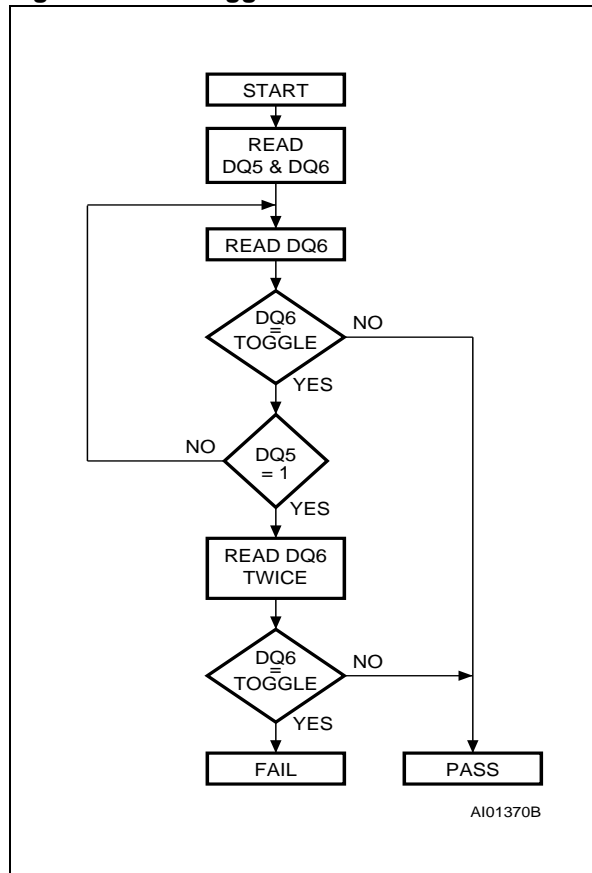 START
READ
DQ5 & DQ6
READ DQ6
DQ6
=
TOGGLE
NO
YES
NO
DQ5
= 1
YES
READ DQ6
TWICE
DQ6
=
TOGGLE
NO
YES
FAIL
PASS
AI01370B